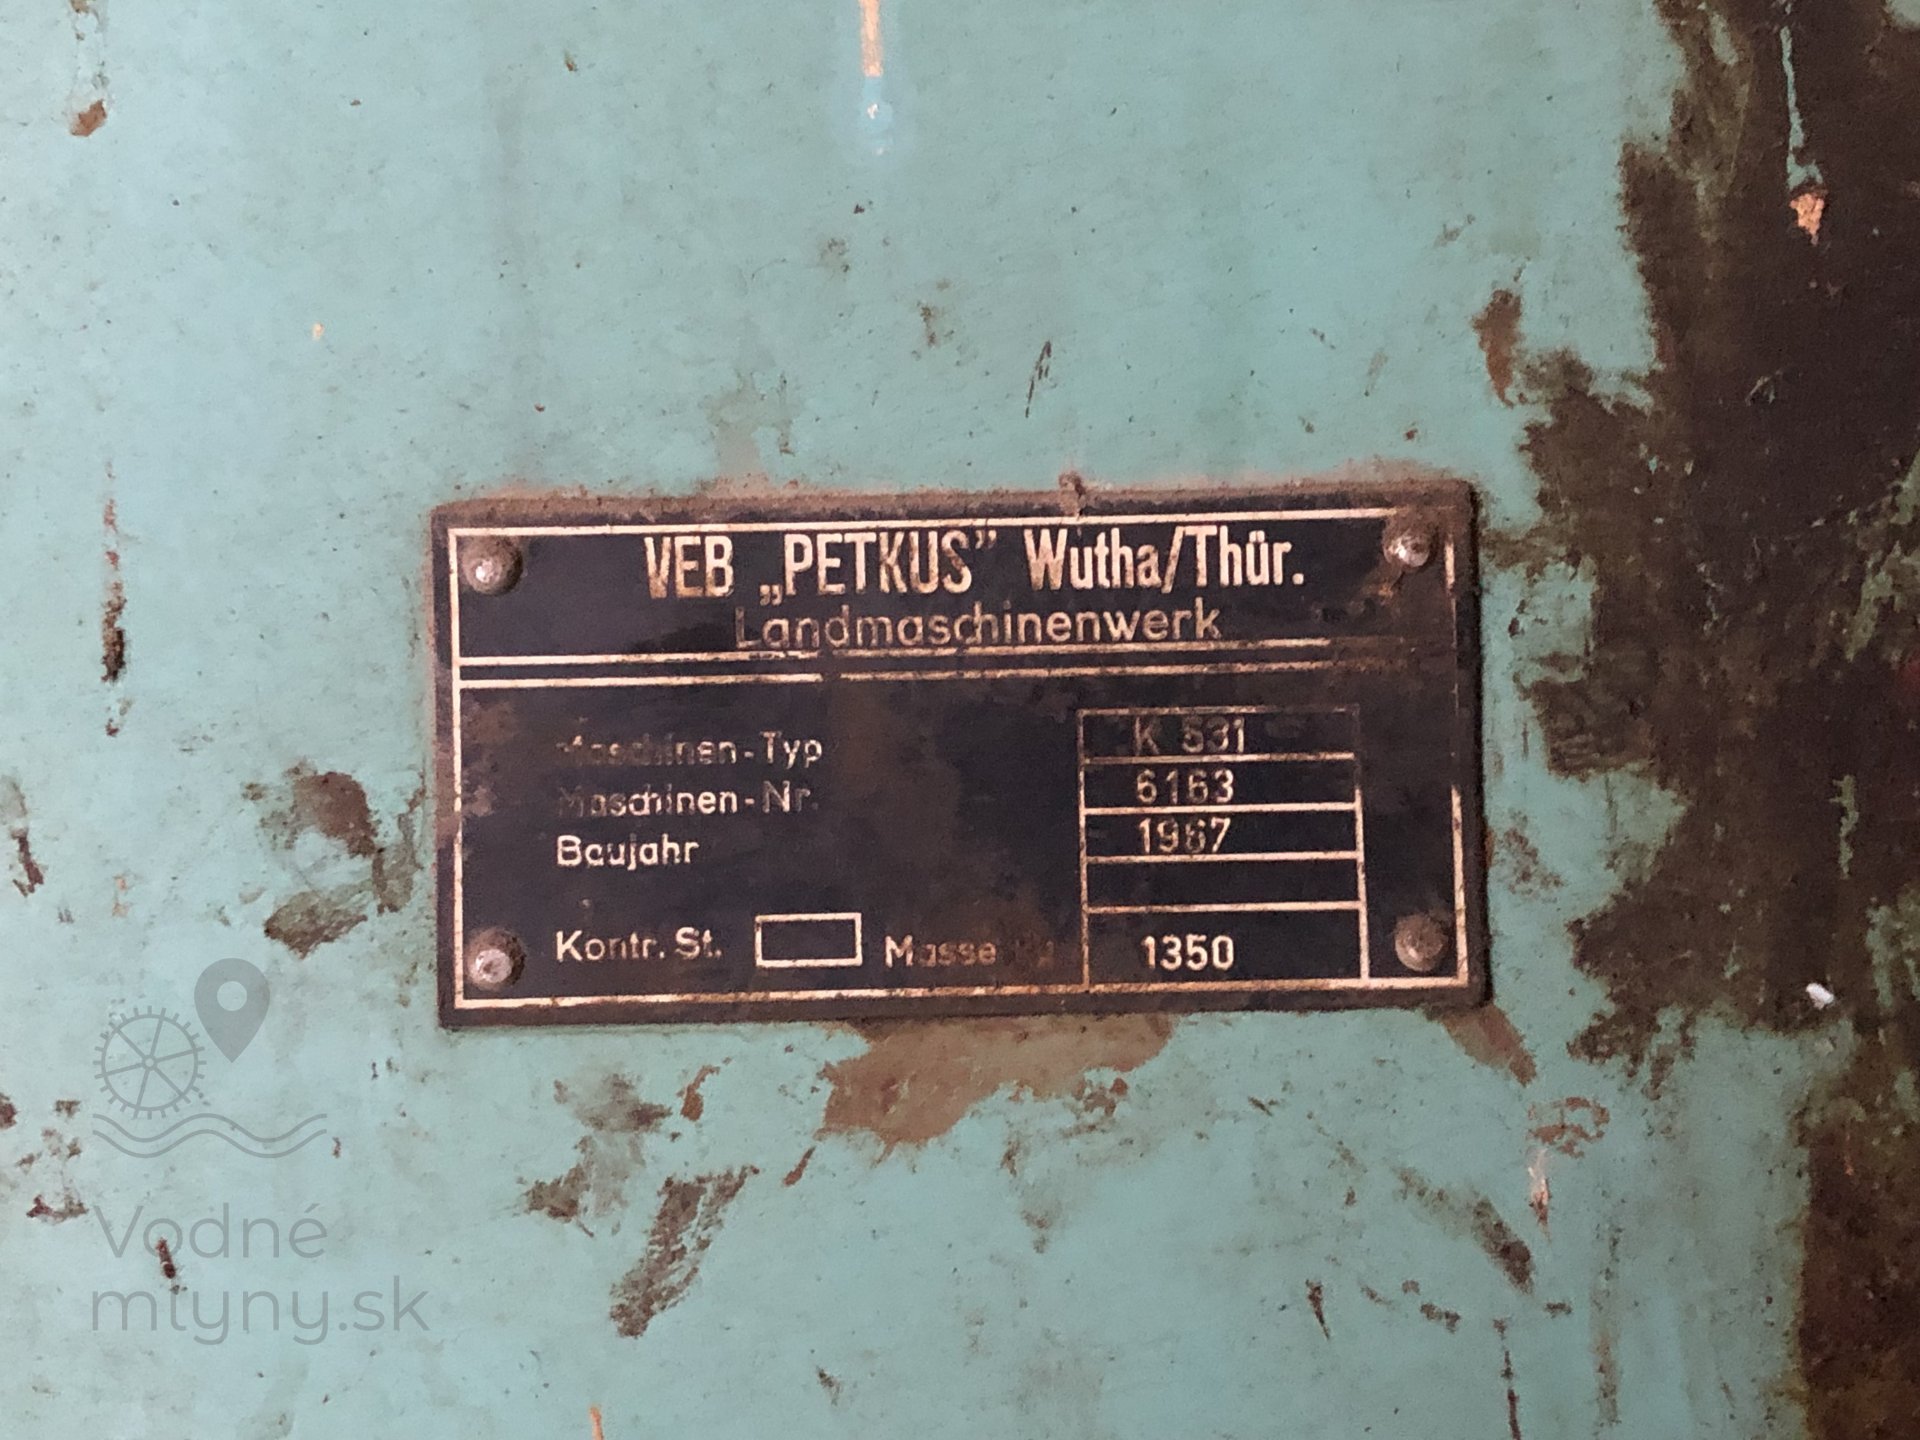 VEB „PETKUS” Wutha/Thür.
Landmaschinenwerk
Maschinen-Typ K 531
Maschinen-Nr. 6163
Baujahr 1967
Kontr. St. Masse kg 1350
Vodné
mlyny.sk